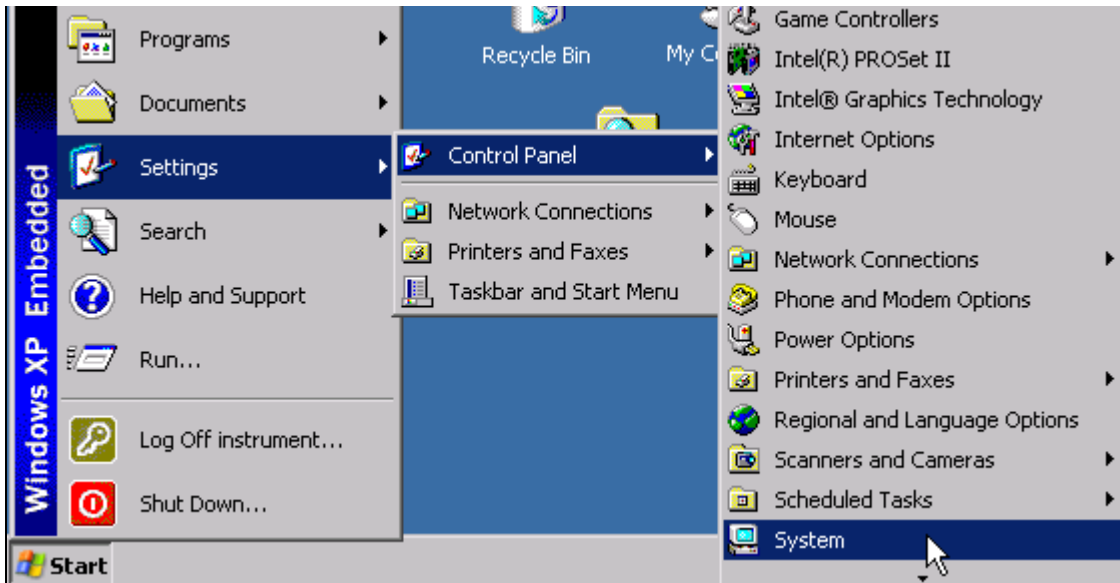 Programs
Documents
Settings
Search
Help and Support
Run...
Log Off instrument...
Shut Down...
Windows XP Embedded
Start
Recycle Bin
My
Control Panel
Network Connections
Printers and Faxes
Taskbar and Start Menu
Game Controllers
Intel(R) PROSet II
Intel® Graphics Technology
Internet Options
Keyboard
Mouse
Network Connections
Phone and Modem Options
Power Options
Printers and Faxes
Regional and Language Options
Scanners and Cameras
Scheduled Tasks
System